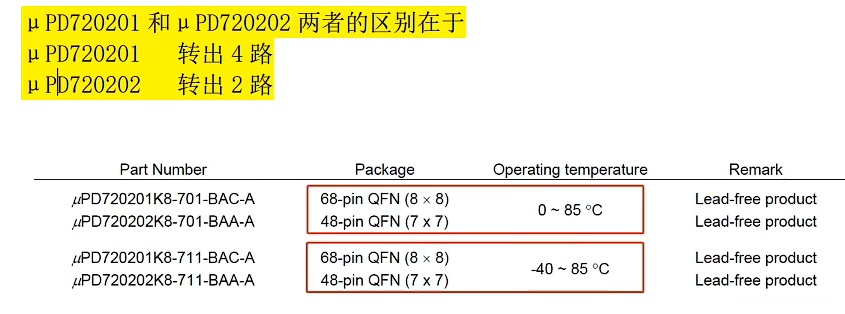 μPD720201 和 μPD720202 两者的区别在于
μPD720201 转出 4 路
μPD720202 转出 2 路
Part Number Package Operating temperature Remark
μPD720201K8-701-BAC-A 68-pin QFN (8 × 8) Lead-free product
0 ~ 85 °C
μPD720202K8-701-BAA-A 48-pin QFN (7 x 7) Lead-free product
μPD720201K8-711-BAC-A 68-pin QFN (8 × 8) Lead-free product
-40 ~ 85 °C
μPD720202K8-711-BAA-A 48-pin QFN (7 x 7) Lead-free product